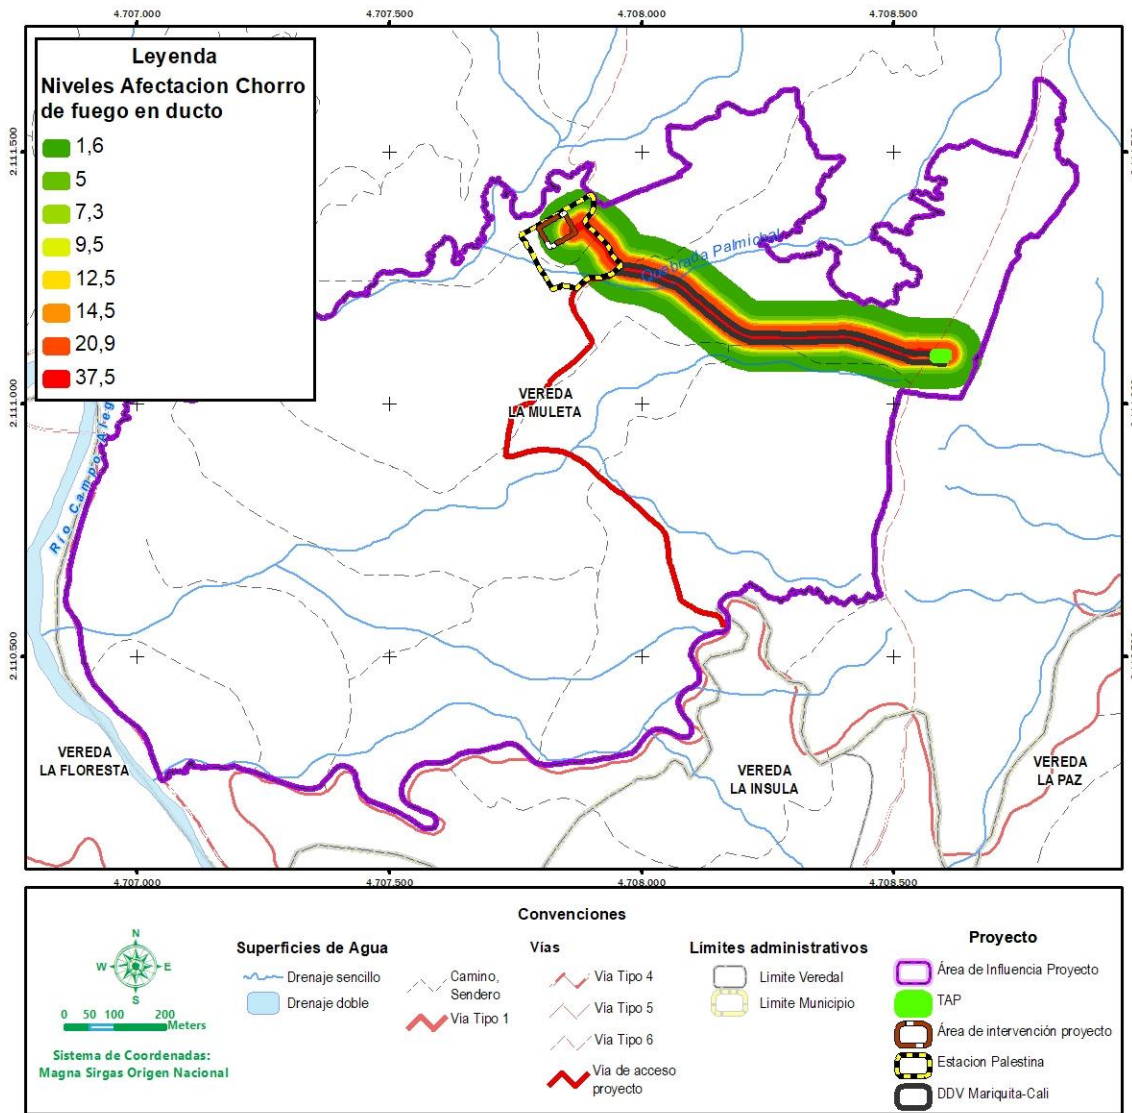 4.707.000
4.707.500
4.708.000
4.708.500
Leyenda
Niveles Afectacion Chorro
de fuego en ducto
1,6
5
7,3
9,5
12,5
14,5
20,9
37,5
2.111.500
Quebrada Palmichal
VEREDA
LA MULETA
Río Campo Aleg
2.110.500
VEREDA
LA FLORESTA
VEREDA
LA INSULA
VEREDA
LA PAZ
4.707.000
4.707.500
4.708.000
4.708.500
Convenciones
N
W
E
S
0 50 100 200
Meters
Sistema de Coordenadas:
Magna Sirgas Origen Nacional
Superficies de Agua
Drenaje sencillo
Drenaje doble
Camino,
Sendero
Via Tipo 1
Vías
Via Tipo 4
Via Tipo 5
Via Tipo 6
Via de acceso
proyecto
Límites administrativos
Limite Veredal
Limite Municipio
Proyecto
Área de Influencia Proyecto
TAP
Área de intervención proyecto
Estacion Palestina
DDV Mariquita-Cali